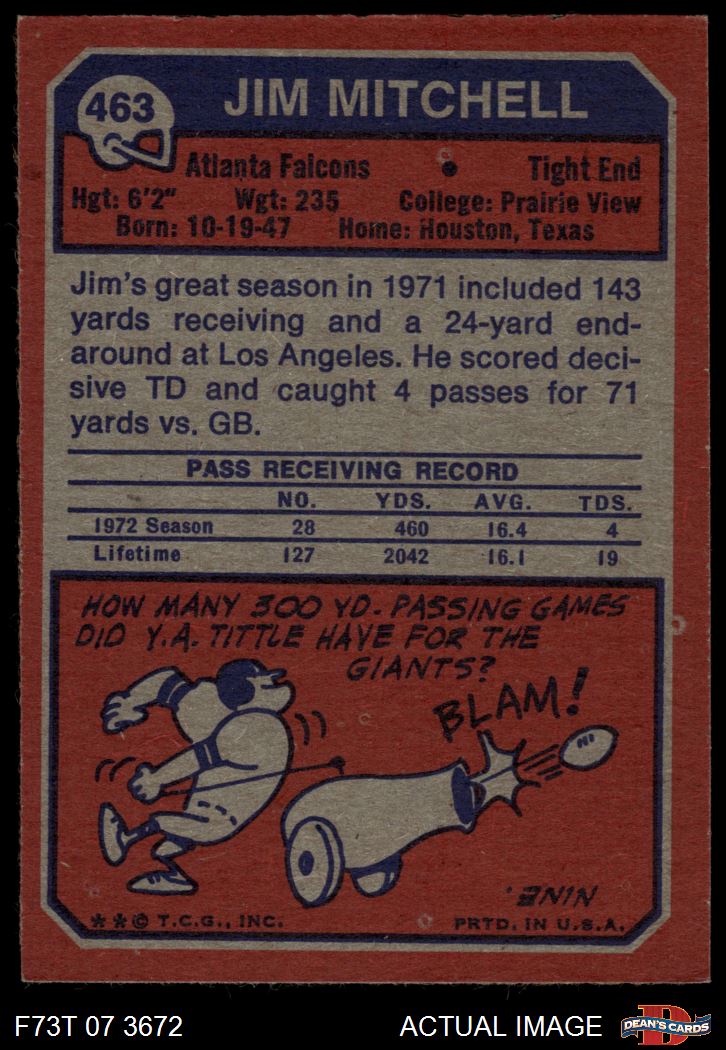 463
JIM MITCHELL
Atlanta Falcons • Tight End
Hgt: 6'2" Wgt: 235 College: Prairie View
Born: 10-19-47 Home: Houston, Texas
Jim's great season in 1971 included 143
yards receiving and a 24-yard end-
around at Los Angeles. He scored deci-
sive TD and caught 4 passes for 71
yards vs. GB.
PASS RECEIVING RECORD
NO. YDS. AVG. TDS.
1972 Season 28 460 16.4 4
Lifetime 127 2042 16.1 19
HOW MANY 300 YD. PASSING GAMES
DID Y.A. TITTLE HAVE FOR THE
GIANTS?
BLAM!
NINE.
**© T.C.G., INC. PRTD. IN U.S.A.
F73T 07 3672 ACTUAL IMAGE D DEAN'S CARDS